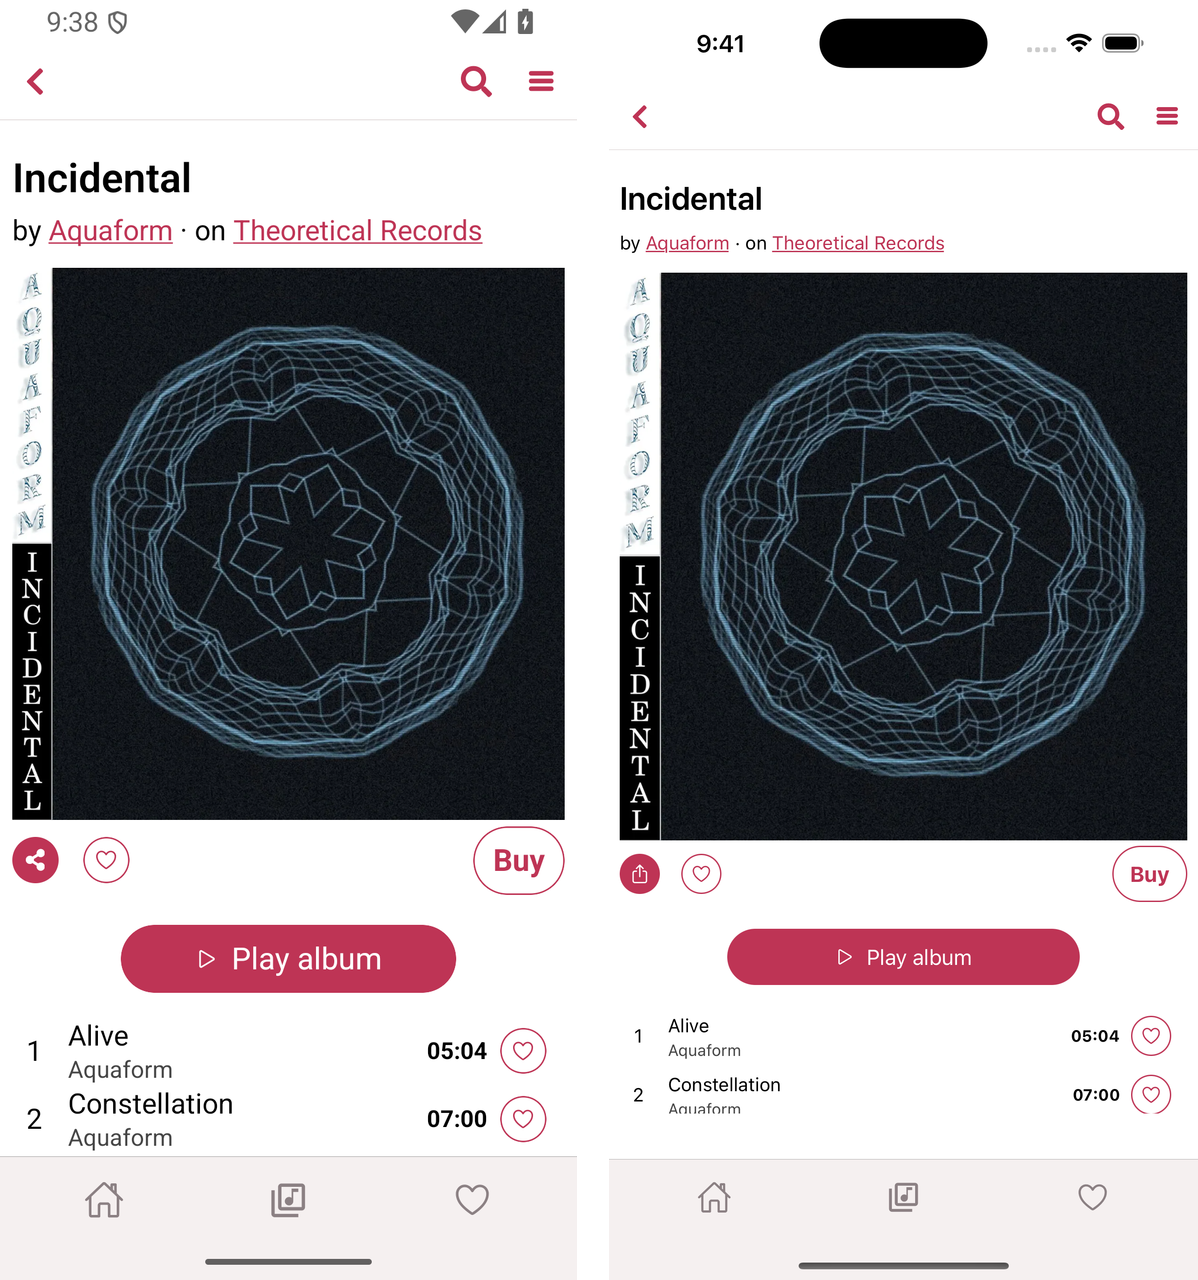 9:38
Incidental
by Aquaform · on Theoretical Records
AQUAFORM
INCIDENTAL
Buy
Play album
1 Alive 05:04
Aquaform
2 Constellation 07:00
Aquaform
9:41
Incidental
by Aquaform · on Theoretical Records
AQUAFORM
INCIDENTAL
Buy
Play album
1 Alive 05:04
Aquaform
2 Constellation 07:00
Aquaform